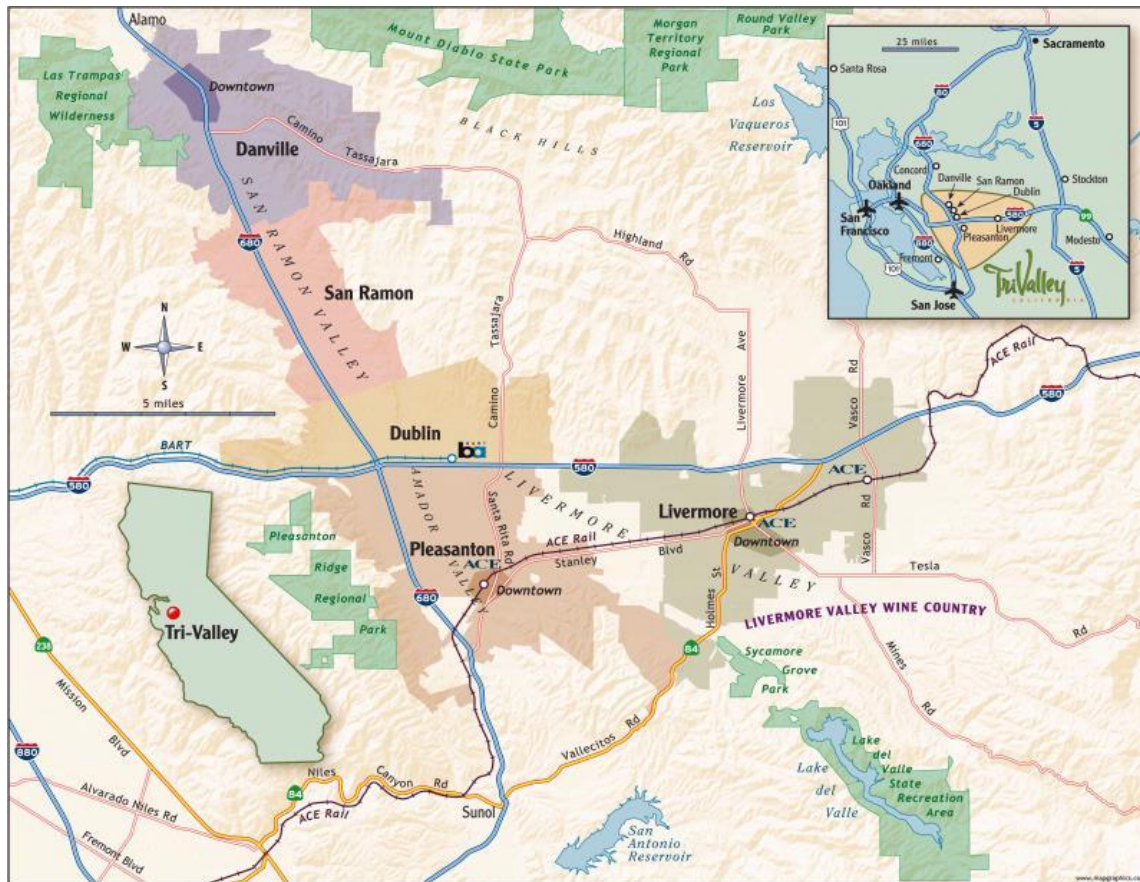 Alamo
Las Trampas
Regional
Wilderness
Downtown
Danville
Camino
Tassajara
Mount Diablo State Park
Morgan
Territory
Regional
Park
Round Valley
Park
BLACK HILLS
Los
Vaqueros
Reservoir
SAN RAMON VALLEY
680
San Ramon
Highland
Rd
Camino
Tassajara
Livermore
Ave
Vasco
Rd
N
W
E
S
5 miles
BART
580
Dublin
BART
ba
580
580
ACE Rail
AMADOR VALLEY
LIVERMORE
VALLEY
Santa Rita Rd
Pleasanton
ACE
Downtown
ACE Rail
Stanley
Blvd
Livermore
ACE
Downtown
ACE
Vasco
Rd
Tesla
Rd
LIVERMORE VALLEY WINE COUNTRY
Holmes St
84
Mines
Rd
Pleasanton
Ridge
Regional
Park
680
Tri-Valley
238
Mission
Blvd
880
Alvarado Niles Rd
Fremont Blvd
84
Niles
Canyon
Rd
ACE Rail
Sunol
Vallecitos
Rd
San
Antonio
Reservoir
Sycamore
Grove
Park
Lake
del
Valle
Lake
del
Valle
State
Recreation
Area
25 miles
Sacramento
Santa Rosa
80
101
5
680
Concord
Danville
San Ramon
Dublin
Stockton
Oakland
San
Francisco
580
Livermore
99
Pleasanton
Modesto
880
Fremont
101
5
San Jose
TriValley
CALIFORNIA